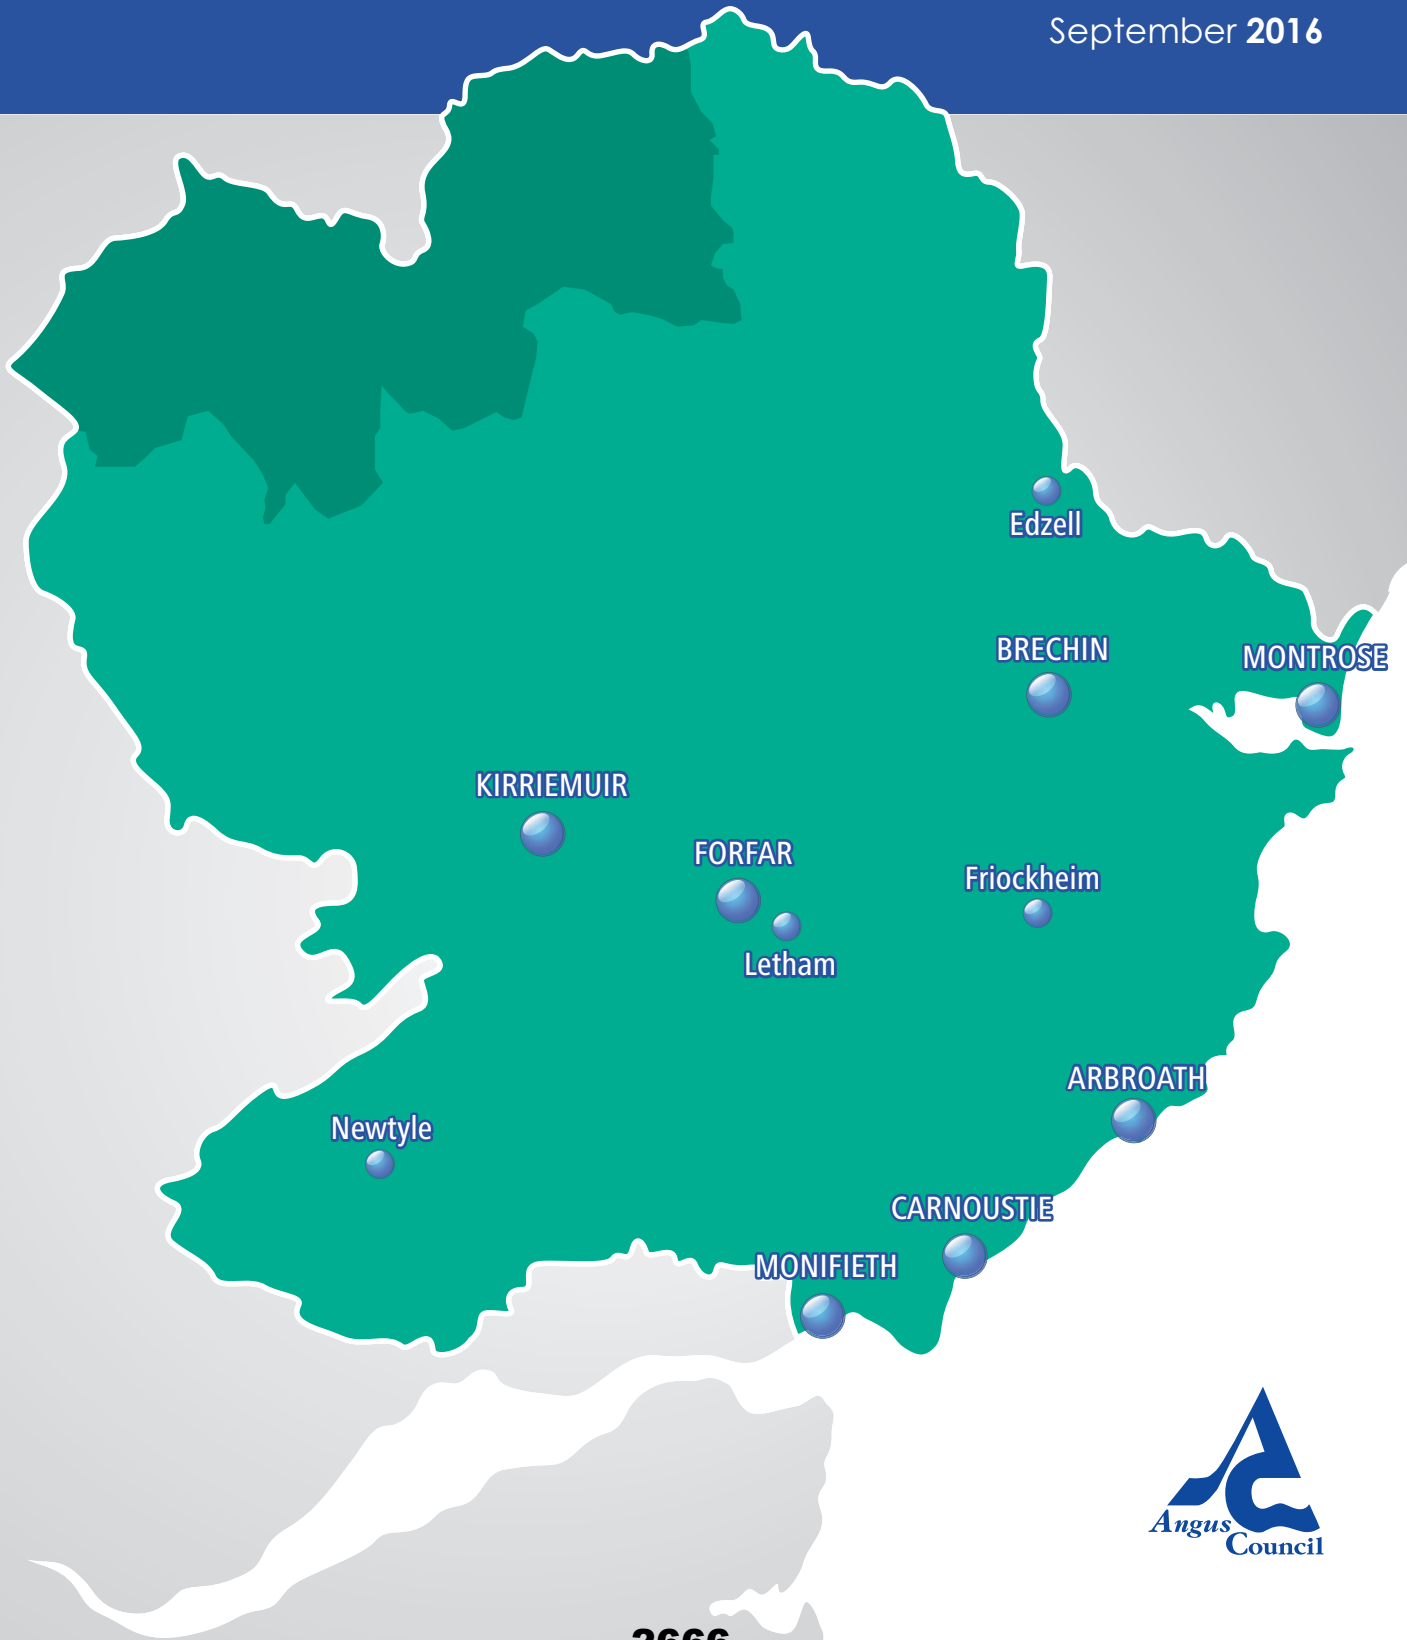 September 2016
Edzell
BRECHIN
MONTROSE
KIRRIEMUIR
FORFAR
Friockheim
Letham
ARBROATH
Newtyle
CARNOUSTIE
MONIFIETH
Angus
Council